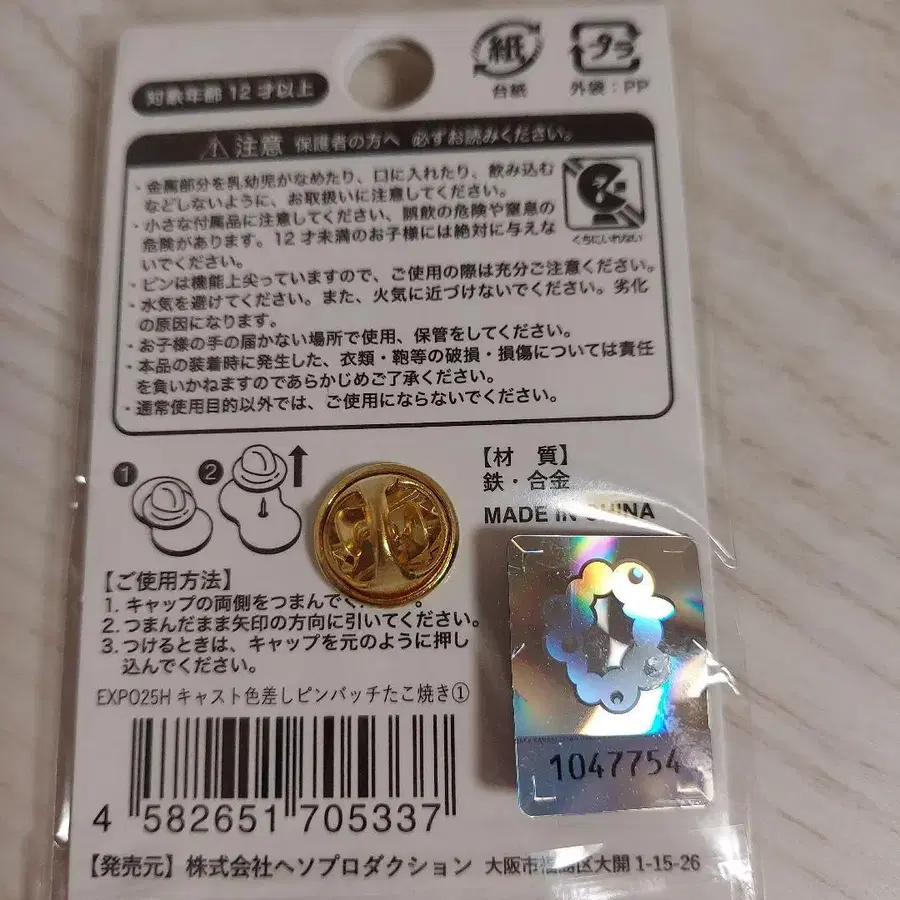 紙
台紙
プラ
外袋：PP
対象年齢12才以上
注意 保護者の方へ 必ずお読みください。
・金属部分を乳幼児がなめたり、口に入れたり、飲み込む
などしないように、お取扱いに注意してください。
・小さな付属品に注意してください、誤飲の危険や窒息の
危険があります。12才未満のお子様には絶対に与えな
いでください。
くちにいれない
・ピンは機能上尖っていますので、ご使用の際は充分ご注意ください。
・水気を避けてください。また、火気に近づけないでください。劣化
の原因になります。
・お子様の手の届かない場所で使用、保管をしてください。
・本品の装着時に発生した、衣類・鞄等の破損・損傷については責任
を負いかねますのであらかじめご了承ください。
・通常使用目的以外では、ご使用にならないでください。
1 2
【材 質】
鉄・合金
MADE IN CHINA
【ご使用方法】
1. キャップの両側をつまんでく
2. つまんだまま矢印の方向に引いてください。
3. つけるときは、キャップを元のように押し
込んでください。
EXPO25H キャスト色差しピンバッチたこ焼き①
1047754
4 582651 705337
【発売元】株式会社ヘソプロダクション 大阪市福島区大開1-15-26